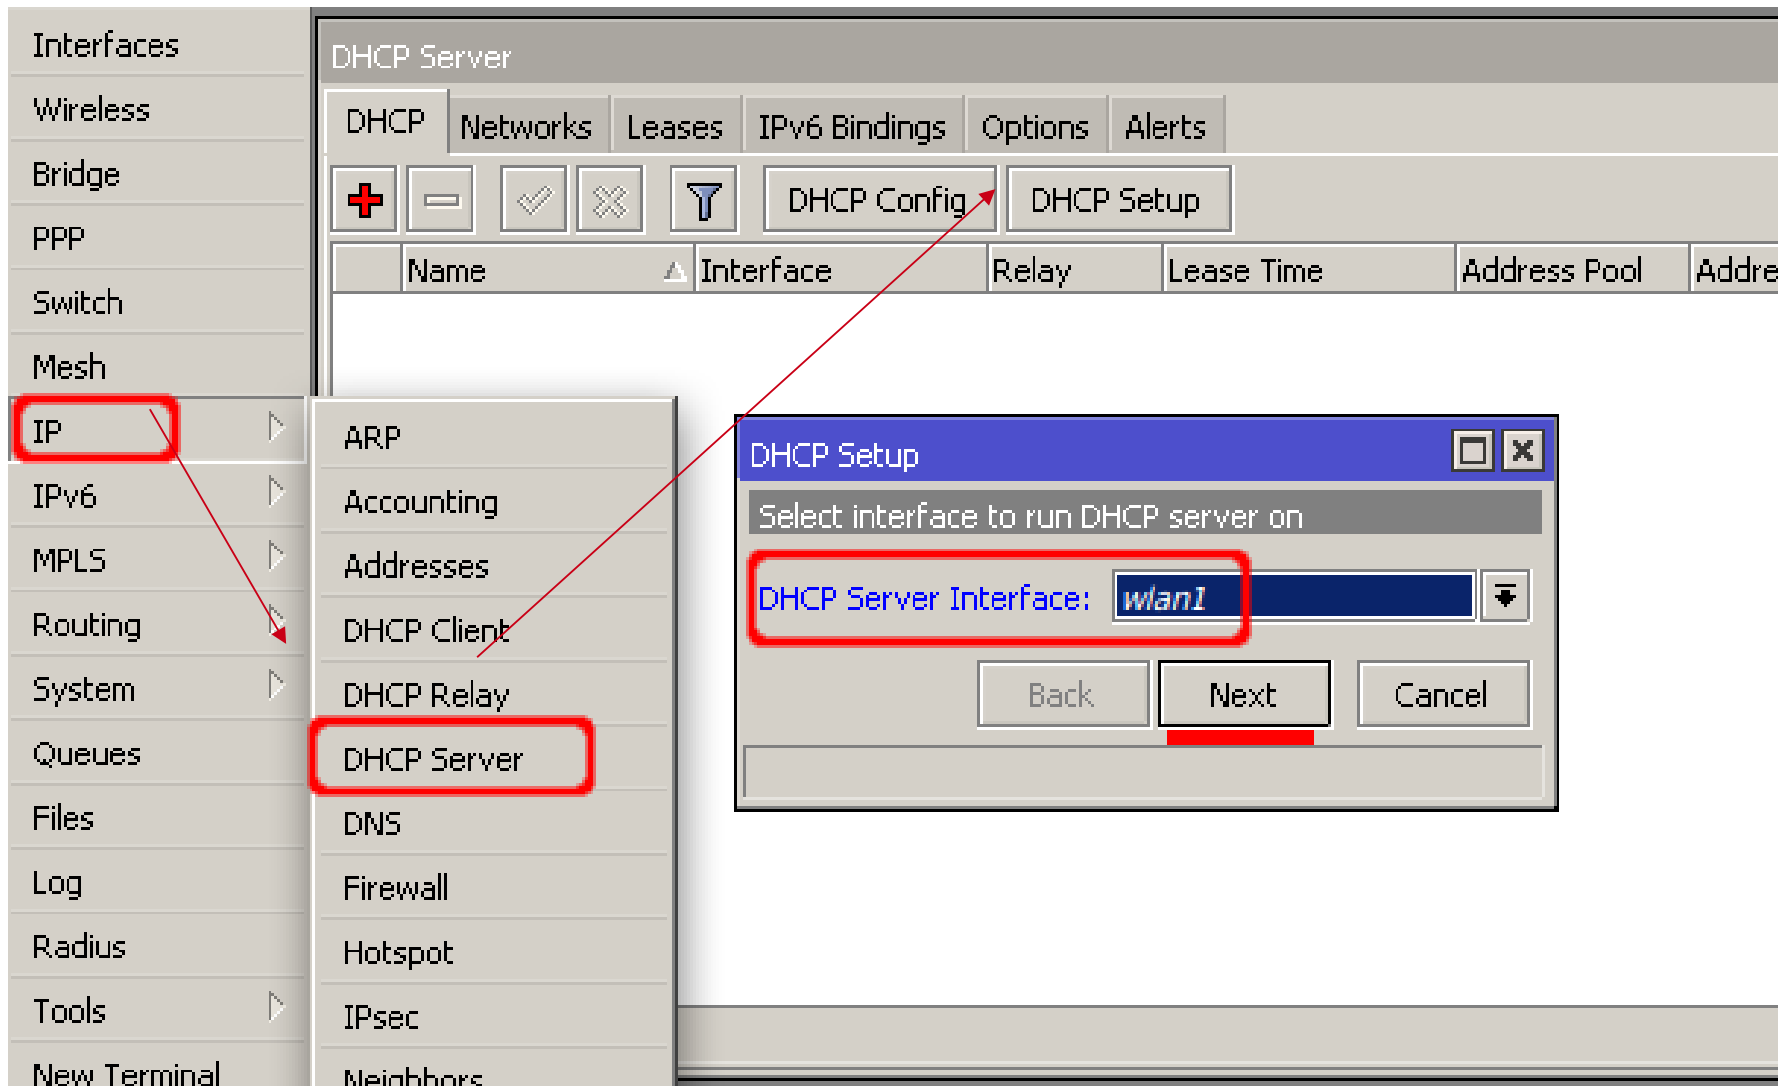 Interfaces
Wireless
Bridge
PPP
Switch
Mesh
IP
IPv6
MPLS
Routing
System
Queues
Files
Log
Radius
Tools
New Terminal
ARP
Accounting
Addresses
DHCP Client
DHCP Relay
DHCP Server
DNS
Firewall
Hotspot
IPsec
Neighbors
DHCP Server
DHCP Networks Leases IPv6 Bindings Options Alerts
DHCP Config DHCP Setup
Name Interface Relay Lease Time Address Pool Addre
DHCP Setup
Select interface to run DHCP server on
DHCP Server Interface: wlan1
Back Next Cancel